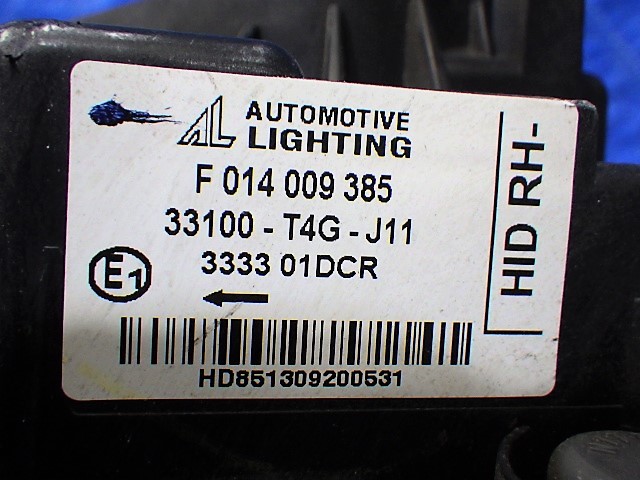 AL AUTOMOTIVE
LIGHTING
F 014 009 385
33100 - T4G - J11
3333 01DCR
E1
HD851309200531
HID RH-